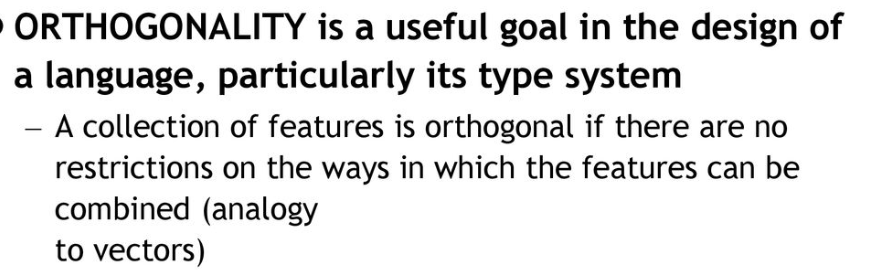 ORTHOGONALITY is a useful goal in the design of
a language, particularly its type system
– A collection of features is orthogonal if there are no
restrictions on the ways in which the features can be
combined (analogy
to vectors)